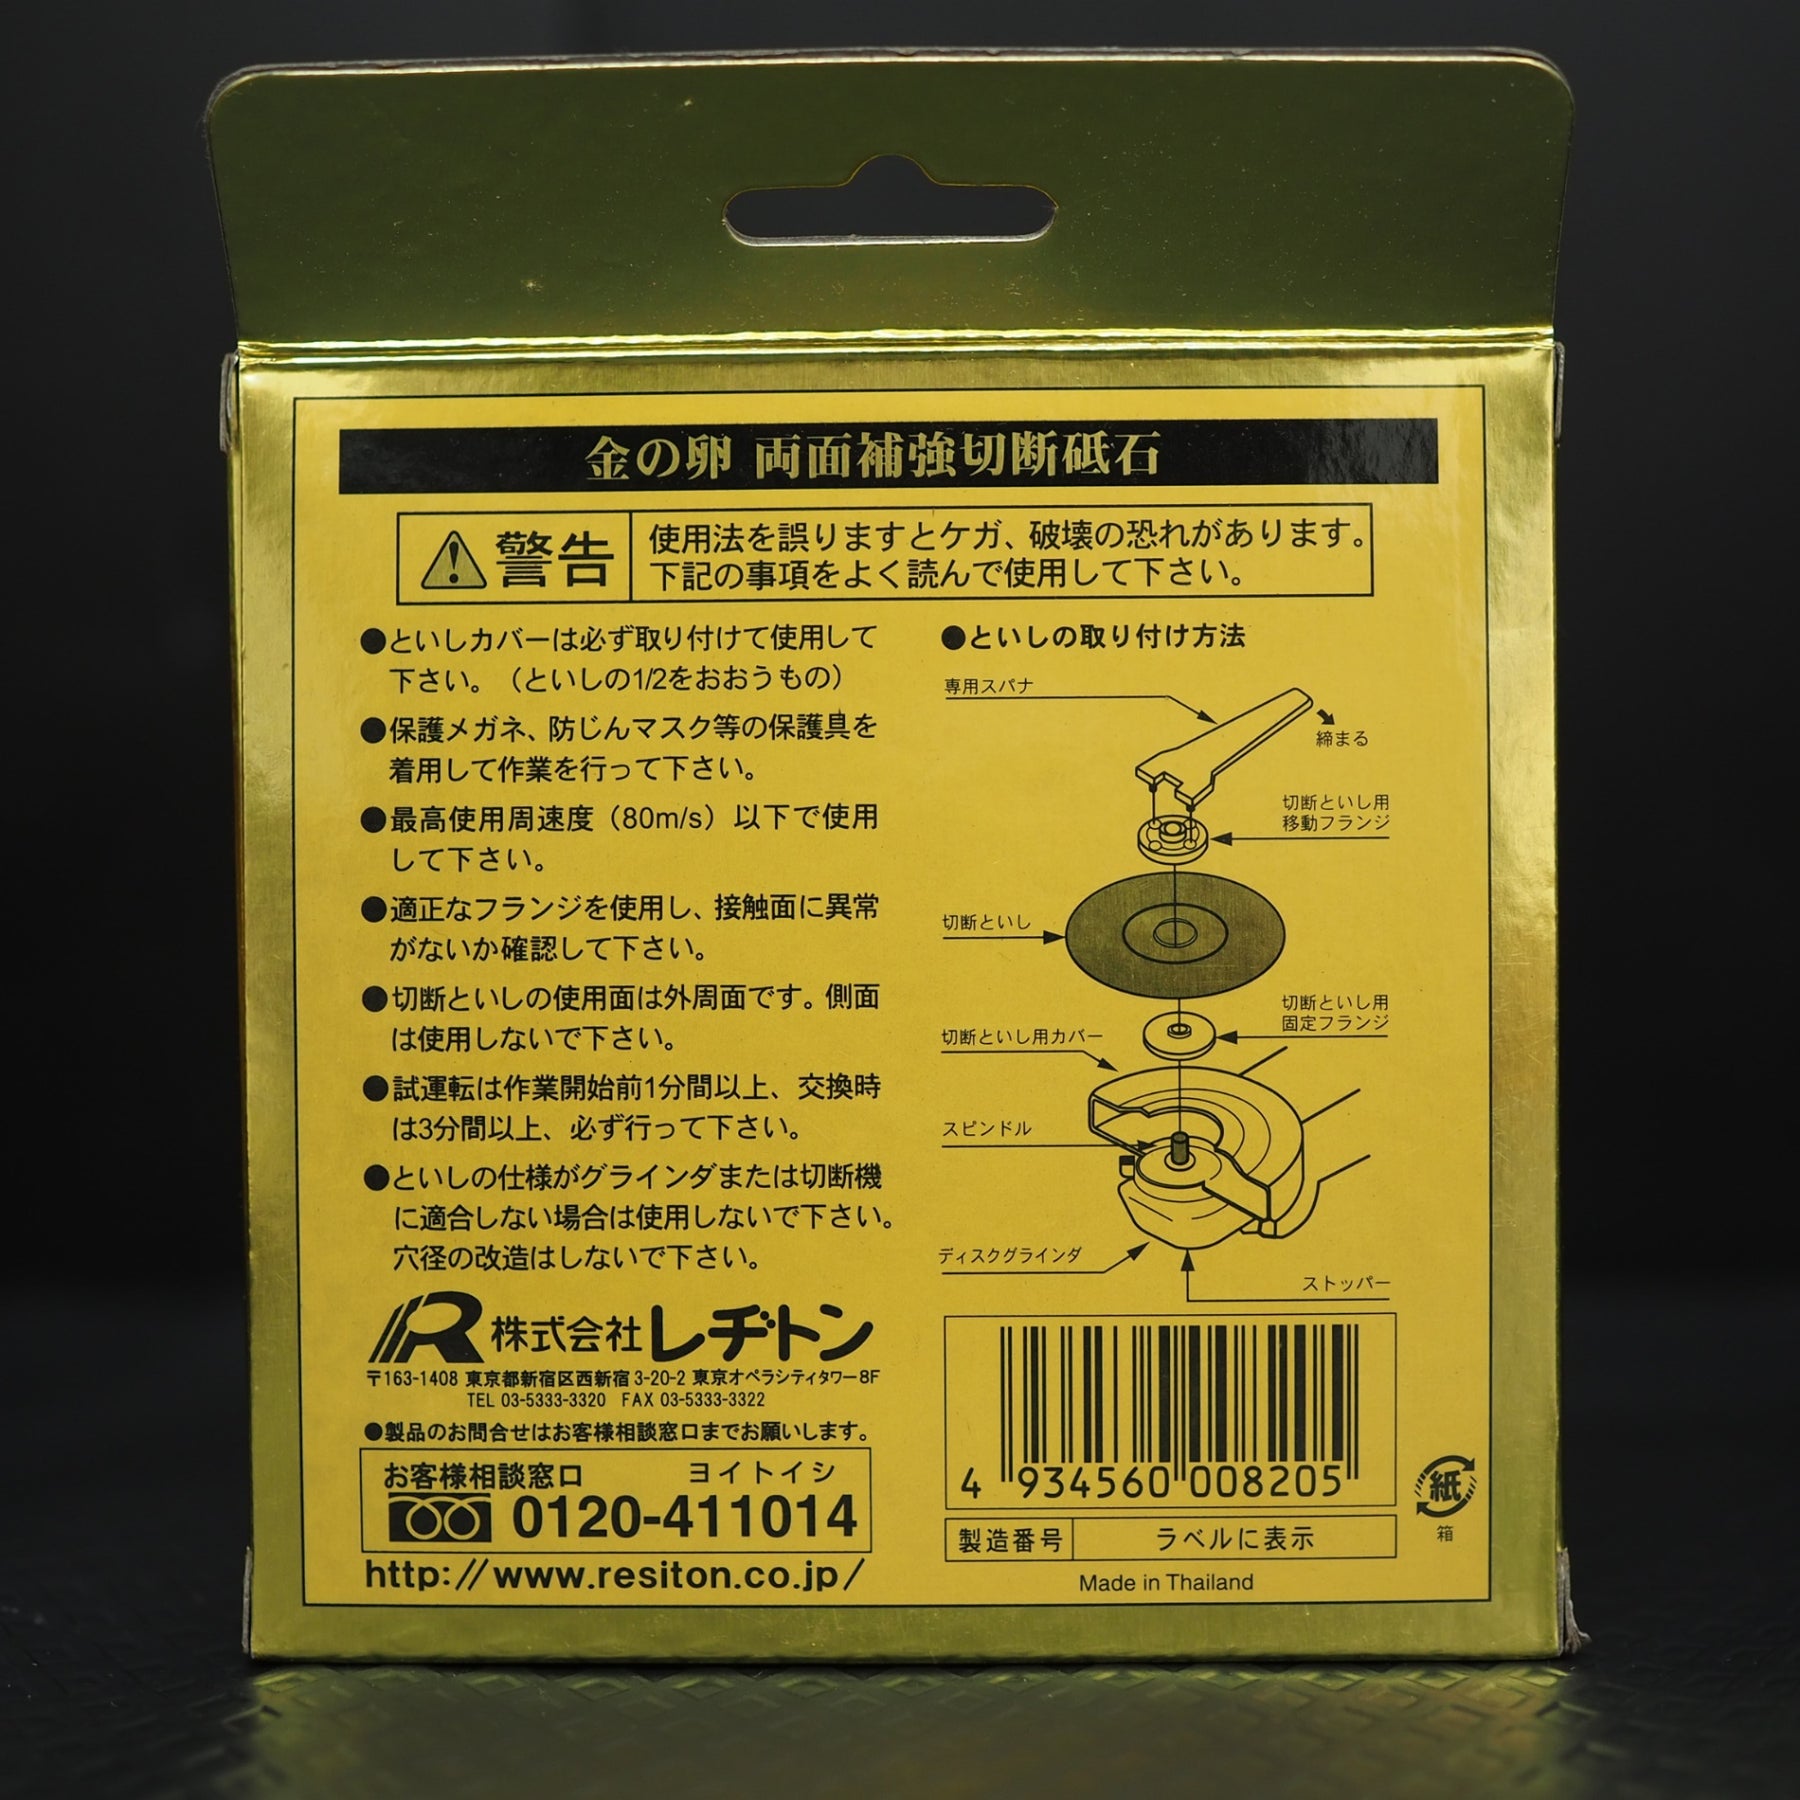 金の卵 両面補強切断砥石
警告
使用法を誤りますとケガ、破壊の恐れがあります。
下記の事項をよく読んで使用して下さい。
●といしカバーは必ず取り付けて使用して
下さい。（といしの1/2をおおうもの）
●保護メガネ、防じんマスク等の保護具を
着用して作業を行って下さい。
●最高使用周速度（80m/s）以下で使用
して下さい。
●適正なフランジを使用し、接触面に異常
がないか確認して下さい。
●切断といしの使用面は外周面です。側面
は使用しないで下さい。
●試運転は作業開始前1分間以上、交換時
は3分間以上、必ず行って下さい。
●といしの仕様がグラインダまたは切断機
に適合しない場合は使用しないで下さい。
穴径の改造はしないで下さい。
●といしの取り付け方法
専用スパナ
締まる
切断といし用
移動フランジ
切断といし
切断といし用
固定フランジ
切断といし用カバー
スピンドル
ディスクグラインダ
ストッパー
R 株式会社レヂトン
〒163-1408 東京都新宿区西新宿3-20-2 東京オペラシティタワー8F
TEL 03-5333-3320 FAX 03-5333-3322
●製品のお問合せはお客様相談窓口までお願いします。
お客様相談窓口 ヨイトイシ
0120-411014
http://www.resiton.co.jp/
4 934560 008205
製造番号 ラベルに表示
Made in Thailand
紙
箱